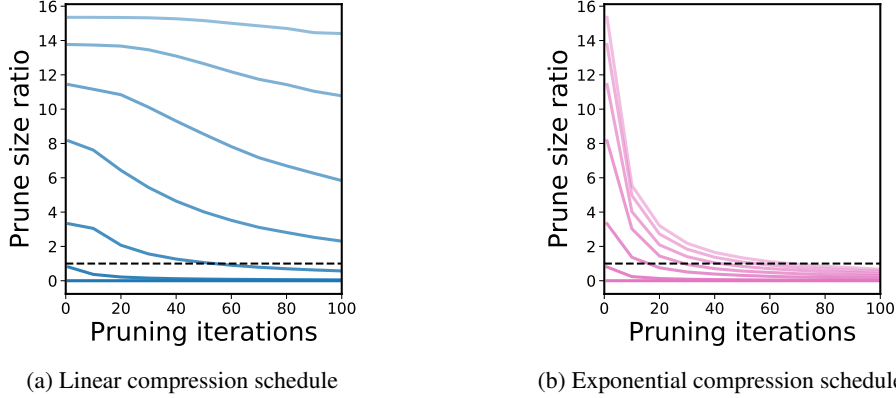 16
14
12
10
8
6
4
2
0
Prune size ratio
0 20 40 60 80 100
Pruning iterations
(a) Linear compression schedule
16
14
12
10
8
6
4
2
0
Prune size ratio
0 20 40 60 80 100
Pruning iterations
(b) Exponential compression schedule